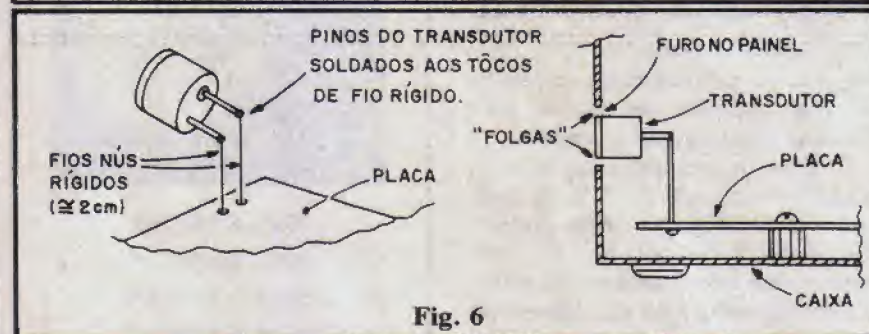 PINOS DO TRANSDUTOR
SOLDADOS AOS TÔCOS
DE FIO RÍGIDO.
FIOS NÚS
RÍGIDOS
(≅ 2cm)
PLACA
FURO NO PAINEL
TRANSDUTOR
"FOLGAS"
PLACA
CAIXA
Fig. 6